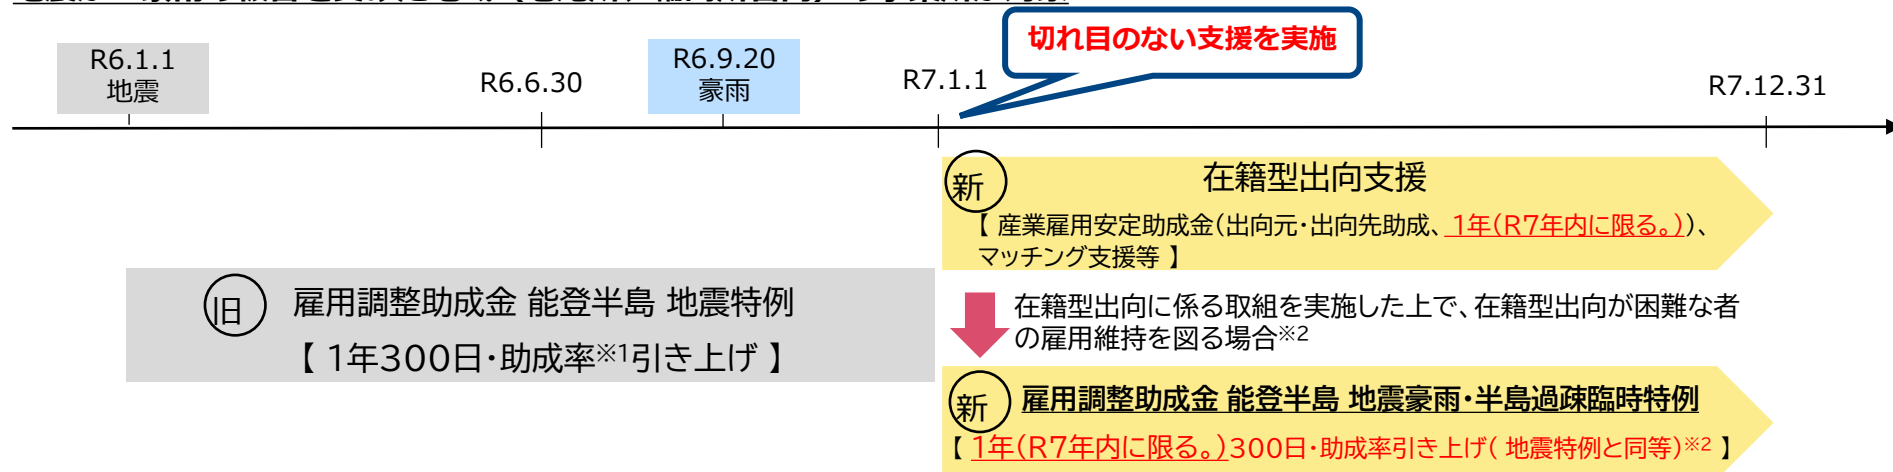 切れ目のない支援を実施
R6.1.1
地震
R6.6.30
R6.9.20
豪雨
R7.1.1
R7.12.31
新
在籍型出向支援
【 産業雇用安定助成金(出向元・出向先助成、1年(R7年内に限る。))、
マッチング支援等 】
旧
雇用調整助成金 能登半島 地震特例
【 1年300日・助成率※1引き上げ 】
在籍型出向に係る取組を実施した上で、在籍型出向が困難な者
の雇用維持を図る場合※2
新
雇用調整助成金 能登半島 地震豪雨・半島過疎臨時特例
【 1年(R7年内に限る。)300日・助成率引き上げ( 地震特例と同等)※2 】